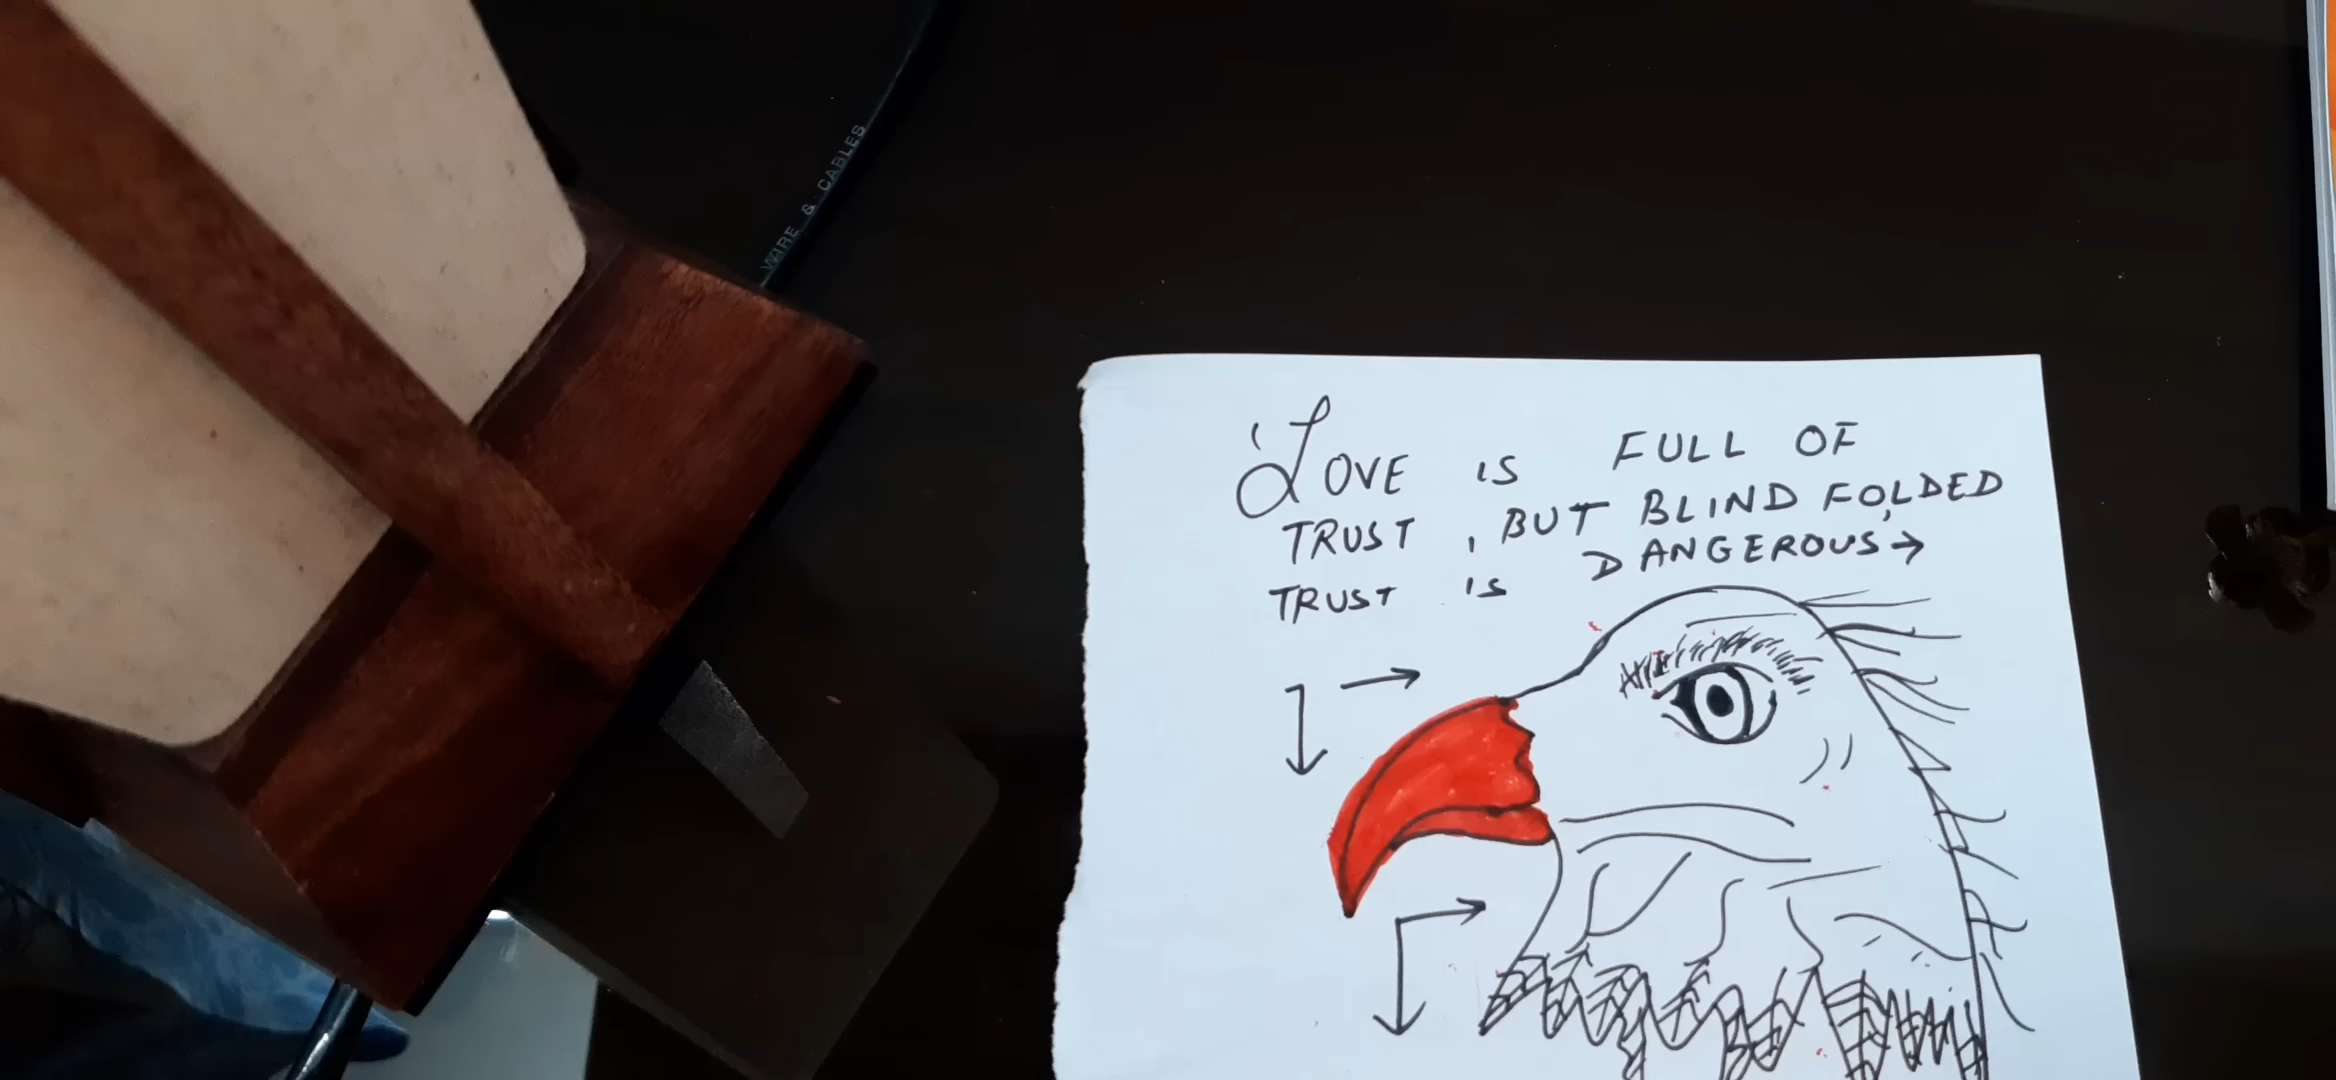 WIRE & CABLES
'LOVE IS FULL OF
TRUST, BUT BLIND FOLDED
TRUST IS DANGEROUS→